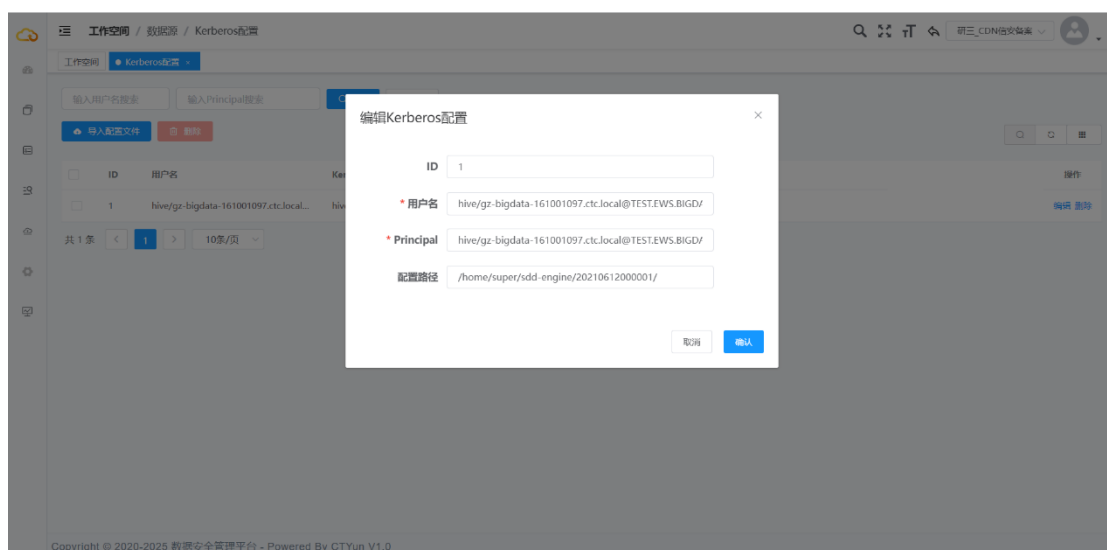 工作空间 / 数据源 / Kerberos配置
研三_CDN信安备案
工作空间
Kerberos配置 ×
输入用户名搜索
输入Principal搜索
导入配置文件
删除
ID 用户名 Ker 操作
1 hive/gz-bigdata-161001097.ctc.local... hiv 编辑 删除
共 1 条 < 1 > 10条/页
编辑Kerberos配置
ID 1
* 用户名 hive/gz-bigdata-161001097.ctc.local@TEST.EWS.BIGD/
* Principal hive/gz-bigdata-161001097.ctc.local@TEST.EWS.BIGD/
配置路径 /home/super/sdd-engine/20210612000001/
取消 确认
Copyright © 2020-2025 数据安全管理平台 - Powered By CTYun V1.0